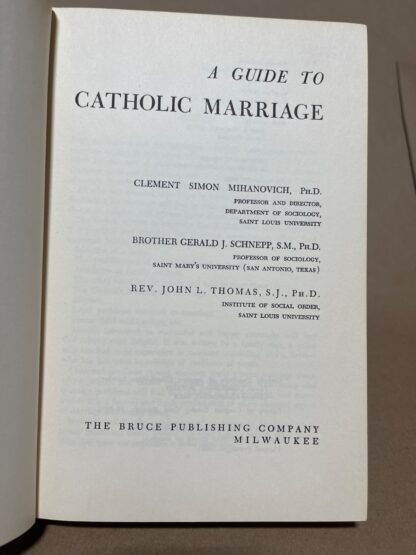 A GUIDE TO
CATHOLIC MARRIAGE
CLEMENT SIMON MIHANOVICH, PH.D.
PROFESSOR AND DIRECTOR,
DEPARTMENT OF SOCIOLOGY,
SAINT LOUIS UNIVERSITY
BROTHER GERALD J. SCHNEPP, S.M., PH.D.
PROFESSOR OF SOCIOLOGY,
SAINT MARY'S UNIVERSITY (SAN ANTONIO, TEXAS)
REV. JOHN L. THOMAS, S.J., PH.D.
INSTITUTE OF SOCIAL ORDER,
SAINT LOUIS UNIVERSITY
THE BRUCE PUBLISHING COMPANY
MILWAUKEE